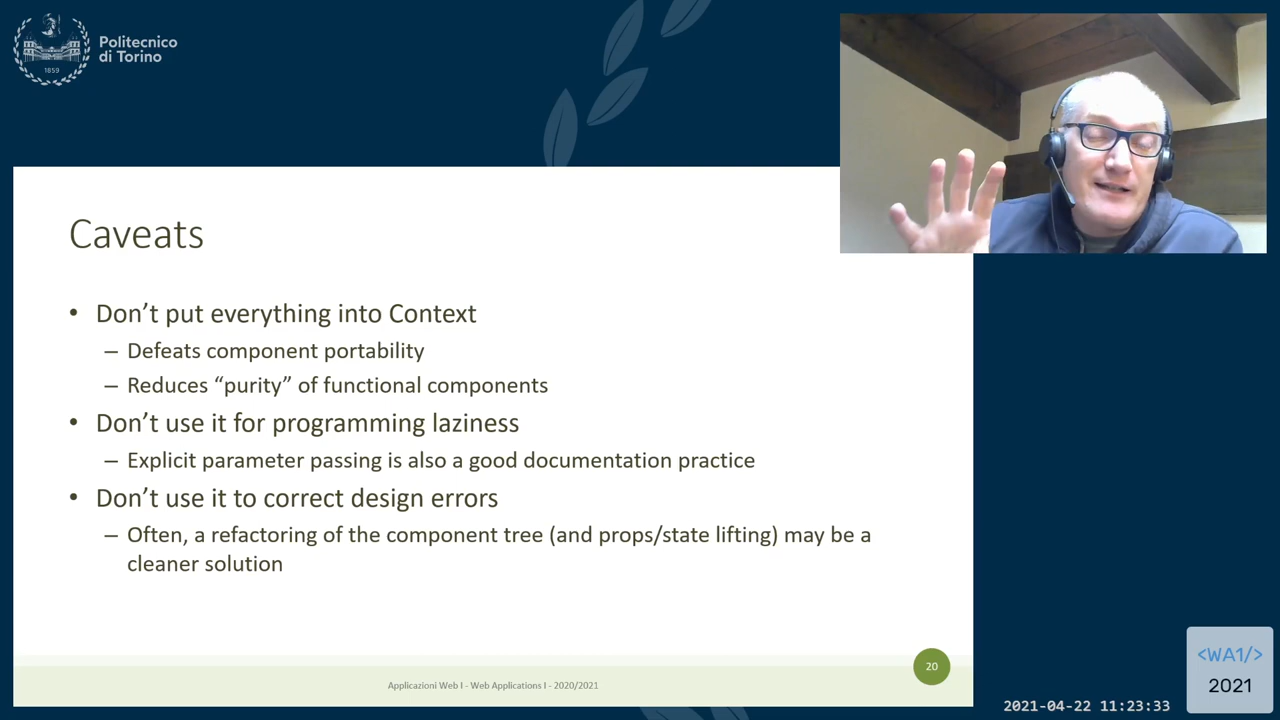 Politecnico
di Torino
1859
Caveats
• Don’t put everything into Context
– Defeats component portability
– Reduces “purity” of functional components
• Don’t use it for programming laziness
– Explicit parameter passing is also a good documentation practice
• Don’t use it to correct design errors
– Often, a refactoring of the component tree (and props/state lifting) may be a
cleaner solution
Applicazioni Web I - Web Applications I - 2020/2021
20
<WA1/>
2021
2021-04-22 11:23:33